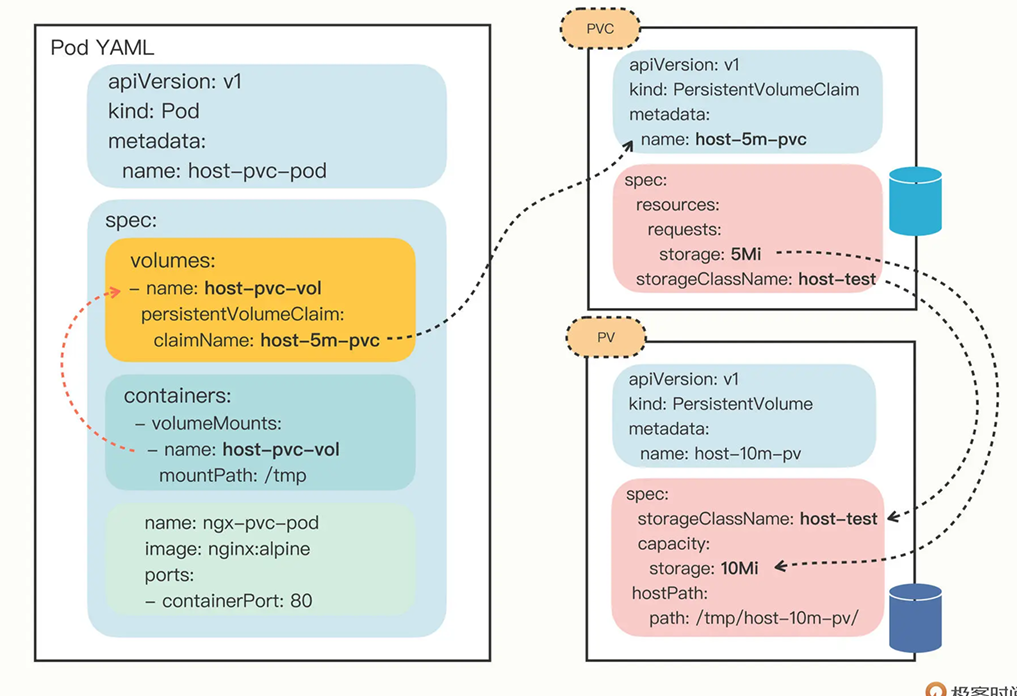 Pod YAML
apiVersion: v1
kind: Pod
metadata:
name: host-pvc-pod
spec:
volumes:
– name: host-pvc-vol
persistentVolumeClaim:
claimName: host-5m-pvc
containers:
– volumeMounts:
– name: host-pvc-vol
mountPath: /tmp
name: ngx-pvc-pod
image: nginx:alpine
ports:
– containerPort: 80
PVC
apiVersion: v1
kind: PersistentVolumeClaim
metadata:
name: host-5m-pvc
spec:
resources:
requests:
storage: 5Mi
storageClassName: host-test
PV
apiVersion: v1
kind: PersistentVolume
metadata:
name: host-10m-pv
spec:
storageClassName: host-test
capacity:
storage: 10Mi
hostPath:
path: /tmp/host-10m-pv/
极客时间